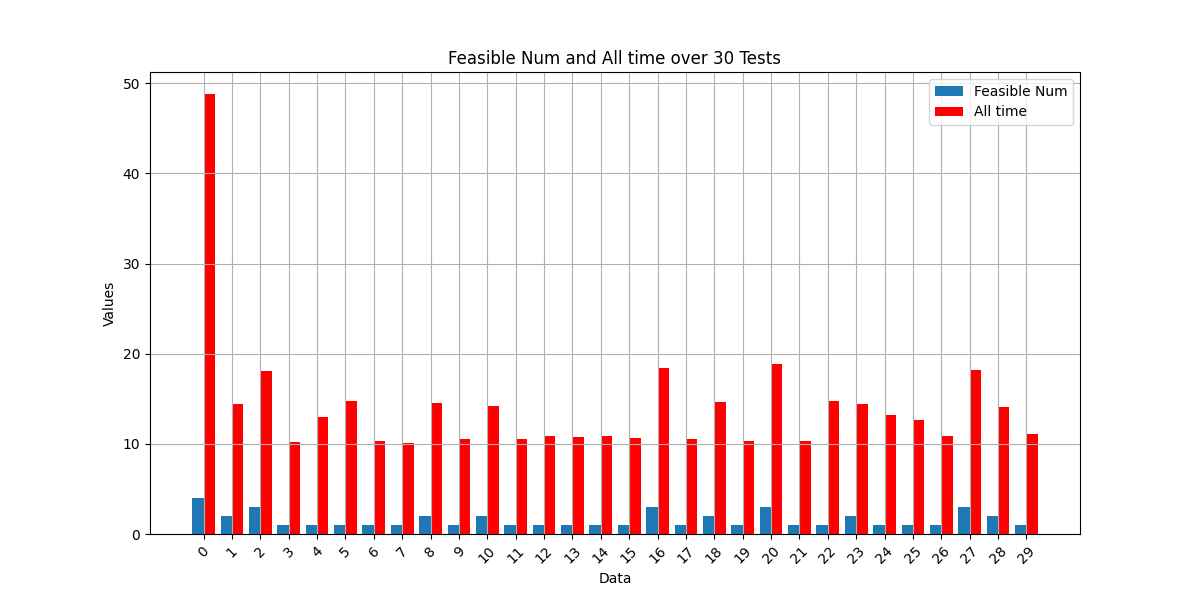 Feasible Num and All time over 30 Tests
Feasible Num
All time
50
40
30
20
10
0
Values
0 1 2 3 4 5 6 7 8 9 10 11 12 13 14 15 16 17 18 19 20 21 22 23 24 25 26 27 28 29
Data